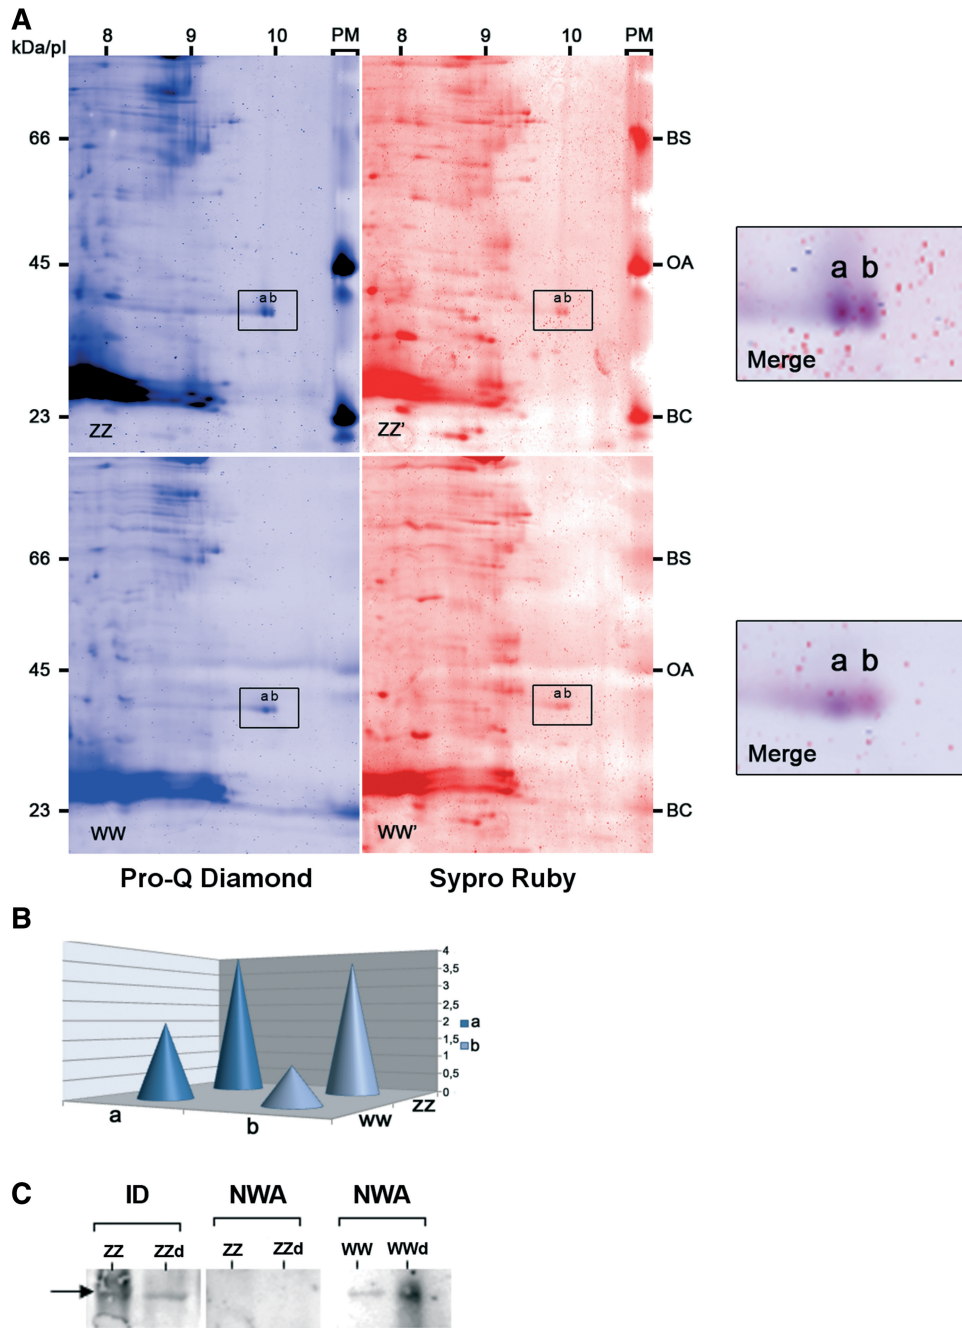 A
8 9 10 PM 8 9 10 PM
kDa/pI
66 BS
45 OA
a b a b
23 BC
ZZ ZZ'
a b
Merge
66 BS
45 OA
a b a b
23 BC
WW WW'
a b
Merge
Pro-Q Diamond Sypro Ruby
B
4
3,5
3
2,5
2
1,5
1
0,5
0
a
b
a b WW ZZ
C
ID NWA NWA
ZZ ZZd ZZ ZZd WW WWd